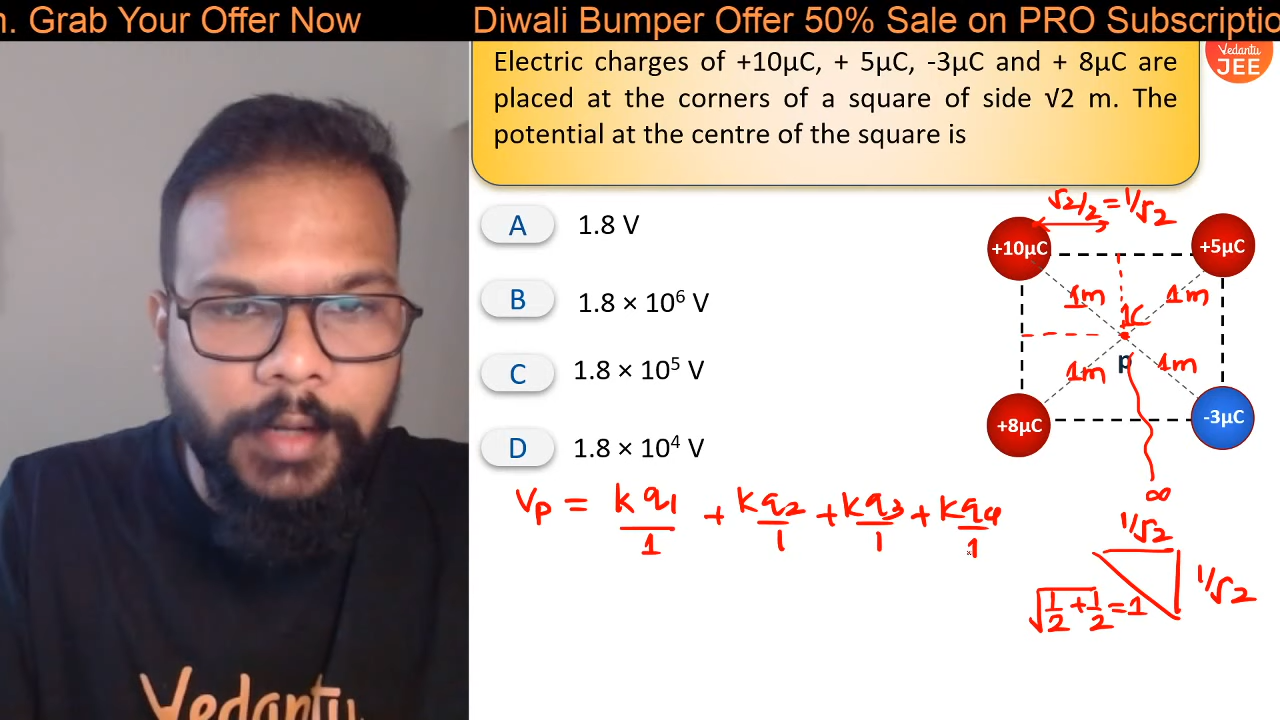 n. Grab Your Offer Now Diwali Bumper Offer 50% Sale on PRO Subscriptio
Vedantu
JEE
Electric charges of +10μC, + 5μC, -3μC and + 8μC are
placed at the corners of a square of side √2 m. The
potential at the centre of the square is
A 1.8 V
B 1.8 × 10⁶ V
C 1.8 × 10⁵ V
D 1.8 × 10⁴ V
√2/2 = 1/√2
+10μC
+5μC
1m
1m
1C
p
1m
1m
+8μC
-3μC
∞
Vp = kq1/1 + kq2/1 + kq3/1 + kq4/1
1/√2
1/√2
√1/2 + 1/2 = 1
Vedantu